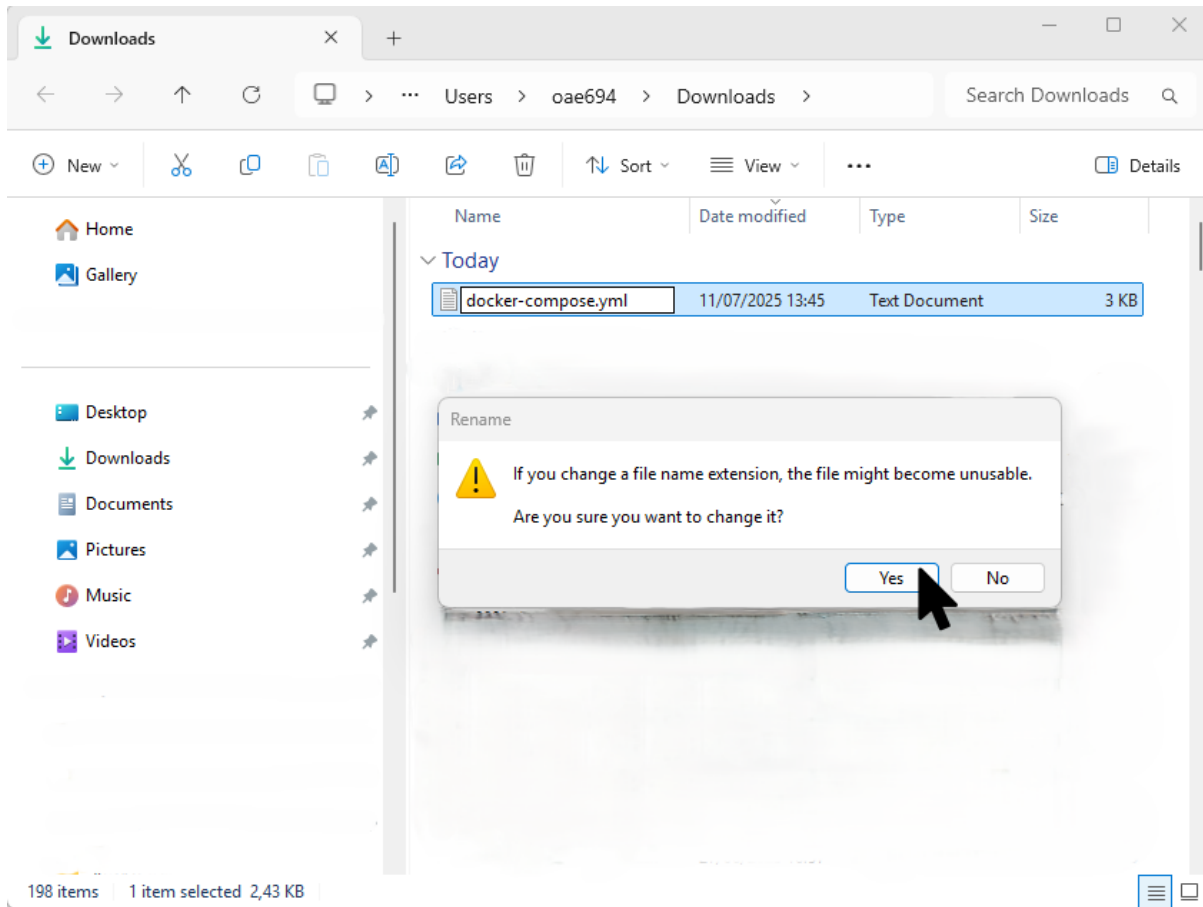 Downloads
Users > oae694 > Downloads >
Search Downloads
New
Sort
View
Details
Home
Gallery
Desktop
Downloads
Documents
Pictures
Music
Videos
Name Date modified Type Size
Today
docker-compose.yml 11/07/2025 13:45 Text Document 3 KB
Rename
If you change a file name extension, the file might become unusable.
Are you sure you want to change it?
Yes No
198 items 1 item selected 2,43 KB